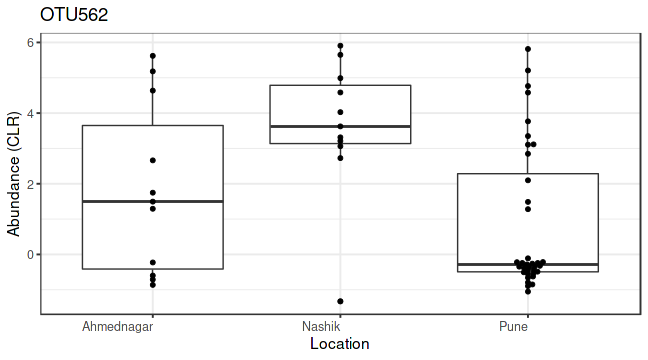 OTU562
6
4
2
0
Abundance (CLR)
Ahmednagar
Nashik
Pune
Location